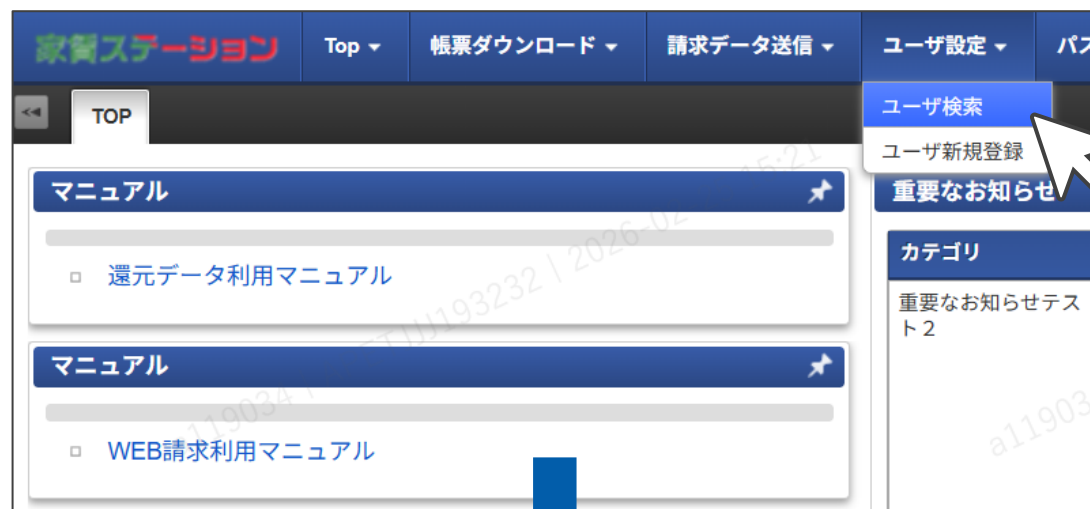 家賃ステーション
Top
帳票ダウンロード
請求データ送信
ユーザ設定
パス
ユーザ検索
ユーザ新規登録
TOP
マニュアル
還元データ利用マニュアル
マニュアル
WEB請求利用マニュアル
重要なお知らせ
カテゴリ
重要なお知らせテス
ト２